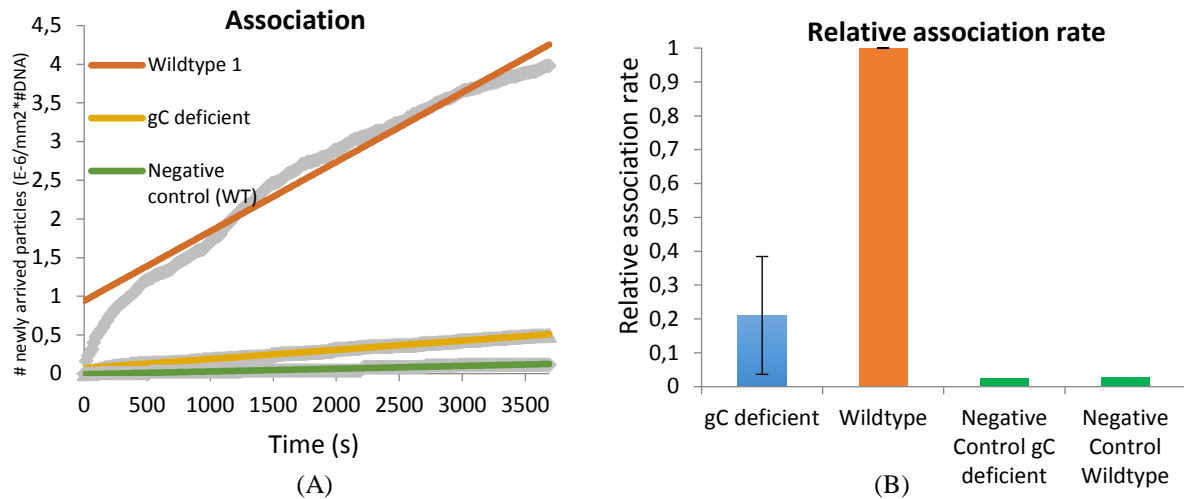 Association
# newly arrived particles (E-6/mm2*#DNA)
4,5
4
3,5
3
2,5
2
1,5
1
0,5
0
Wildtype 1
gC deficient
Negative
control (WT)
0 500 1000 1500 2000 2500 3000 3500
Time (s)
(A)
Relative association rate
Relative association rate
1
0,9
0,8
0,7
0,6
0,5
0,4
0,3
0,2
0,1
0
gC deficient
Wildtype
Negative
Control gC
deficient
Negative
Control
Wildtype
(B)